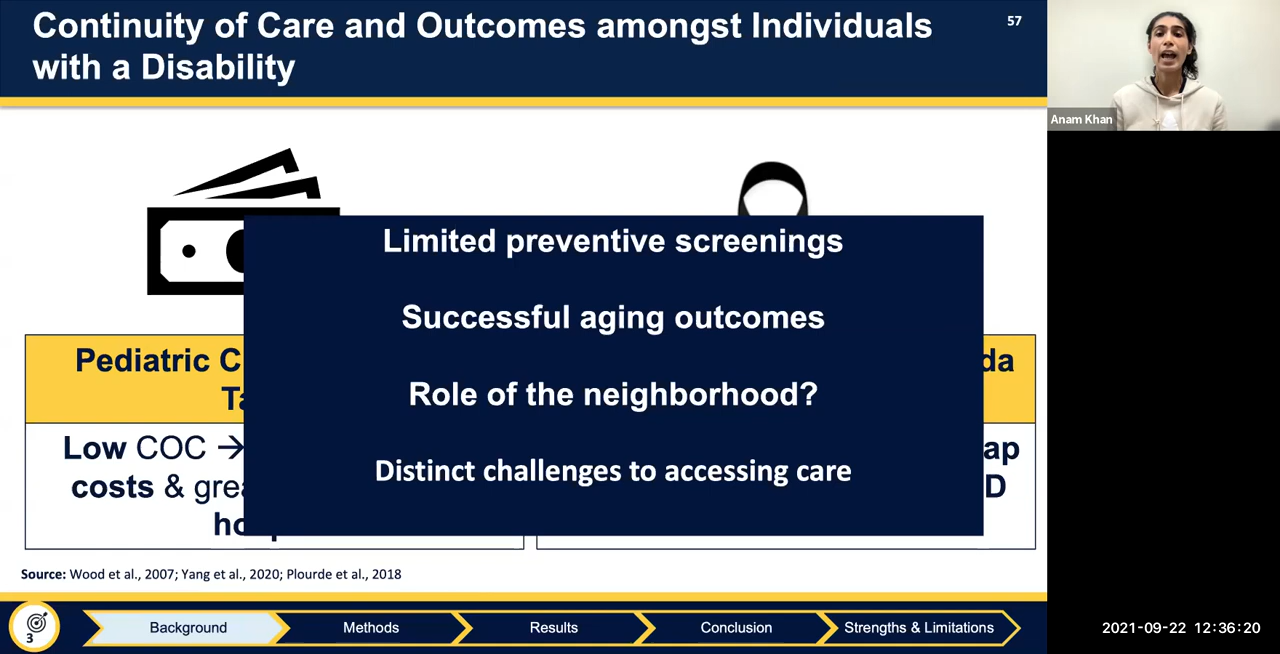 Continuity of Care and Outcomes amongst Individuals
with a Disability
57
Anam Khan
Limited preventive screenings
Successful aging outcomes
Role of the neighborhood?
Distinct challenges to accessing care
Pediatric
Low COC →
costs &
Source: Wood et al., 2007; Yang et al., 2020; Plourde et al., 2018
3
Background
Methods
Results
Conclusion
Strengths & Limitations
2021-09-22 12:36:20